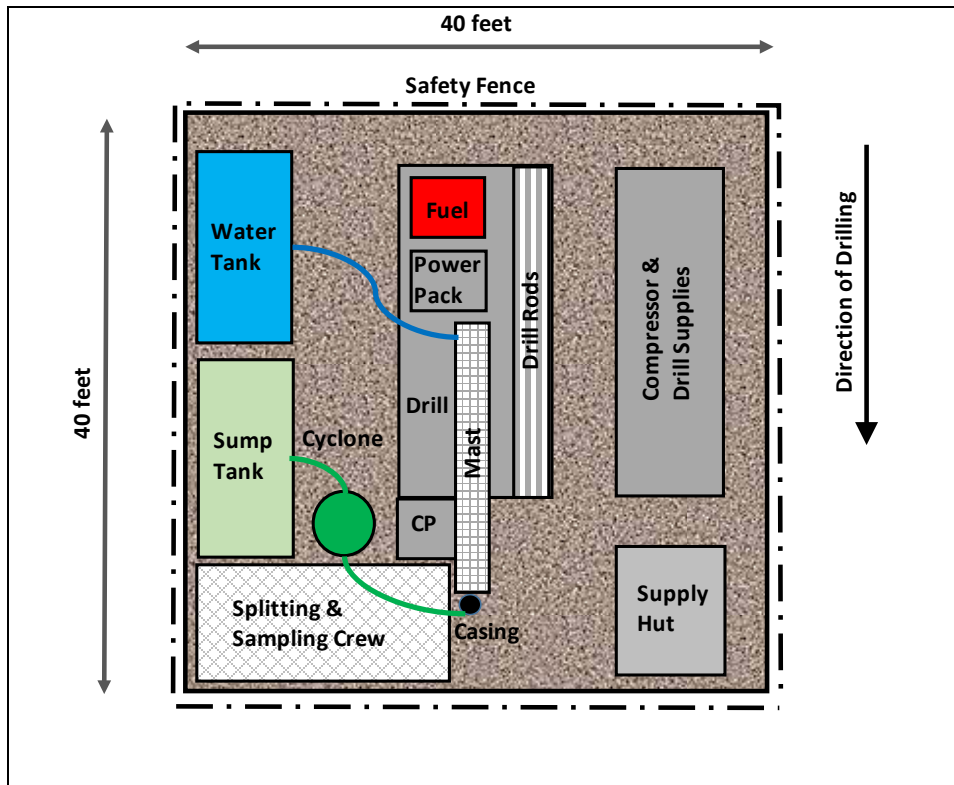 40 feet
Safety Fence
40 feet
Direction of Drilling
Water
Tank
Fuel
Power
Pack
Drill Rods
Compressor &
Drill Supplies
Drill
Mast
Sump
Tank
Cyclone
CP
Splitting &
Sampling Crew
Casing
Supply
Hut